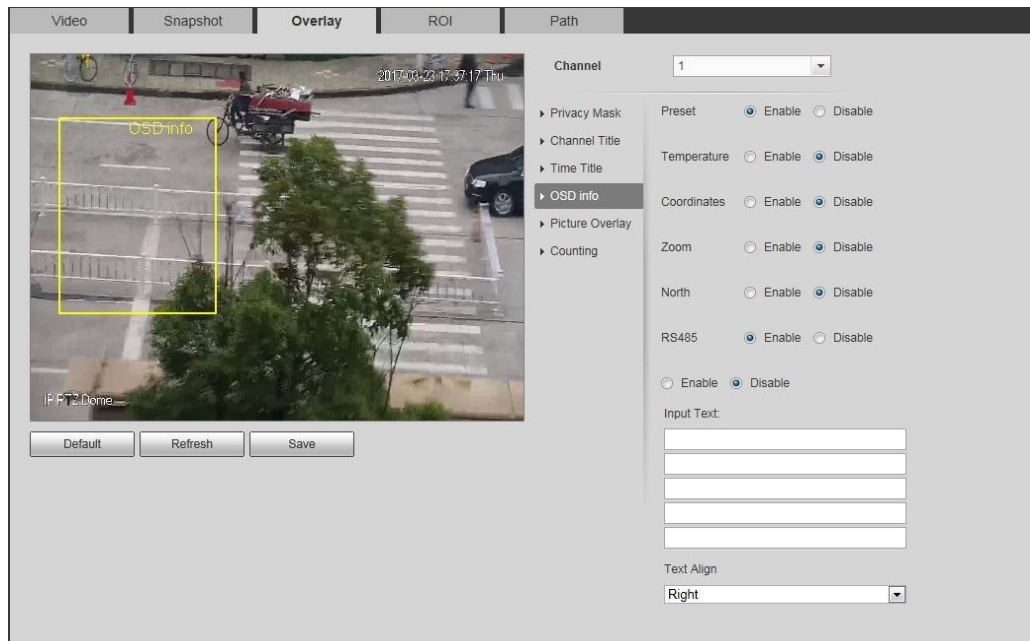 Video Snapshot Overlay ROI Path
2017-03-23 17:37:17 Thu
OSD info
IP PTZ Dome
Default Refresh Save
Channel 1
Privacy Mask
Channel Title
Time Title
OSD info
Picture Overlay
Counting
Preset Enable Disable
Temperature Enable Disable
Coordinates Enable Disable
Zoom Enable Disable
North Enable Disable
RS485 Enable Disable
Enable Disable
Input Text:
Text Align
Right